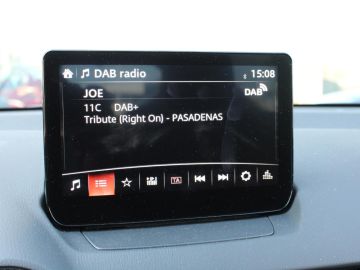 DAB radio 15:08
JOE DAB
11C DAB+
Tribute (Right On) - PASADENAS
TA